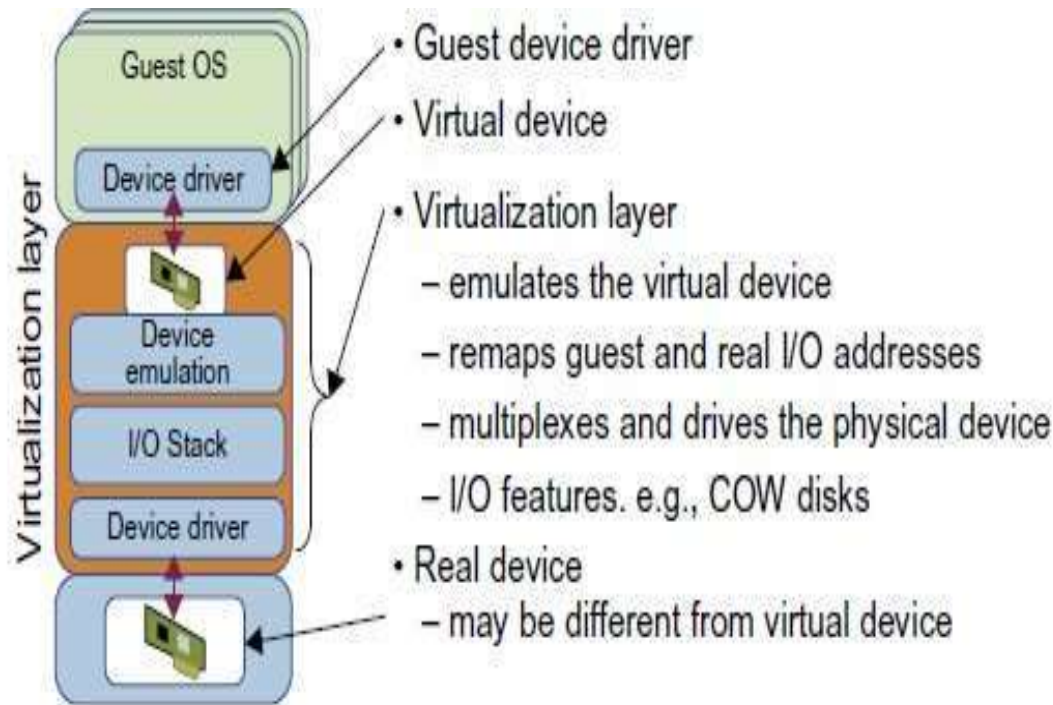 Guest OS
Device driver
Virtualization layer
Device
emulation
I/O Stack
Device driver
• Guest device driver
• Virtual device
• Virtualization layer
– emulates the virtual device
– remaps guest and real I/O addresses
– multiplexes and drives the physical device
– I/O features. e.g., COW disks
• Real device
– may be different from virtual device